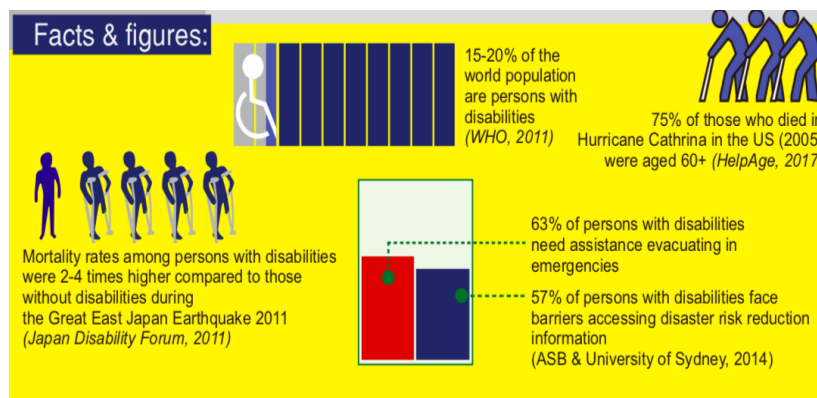 Facts & figures:
15-20% of the
world population
are persons with
disabilities
(WHO, 2011)
75% of those who died in
Hurricane Cathrina in the US (2005
were aged 60+ (HelpAge, 2017
Mortality rates among persons with disabilities
were 2-4 times higher compared to those
without disabilities during
the Great East Japan Earthquake 2011
(Japan Disability Forum, 2011)
63% of persons with disabilities
need assistance evacuating in
emergencies
57% of persons with disabilities face
barriers accessing disaster risk reduction
information
(ASB & University of Sydney, 2014)